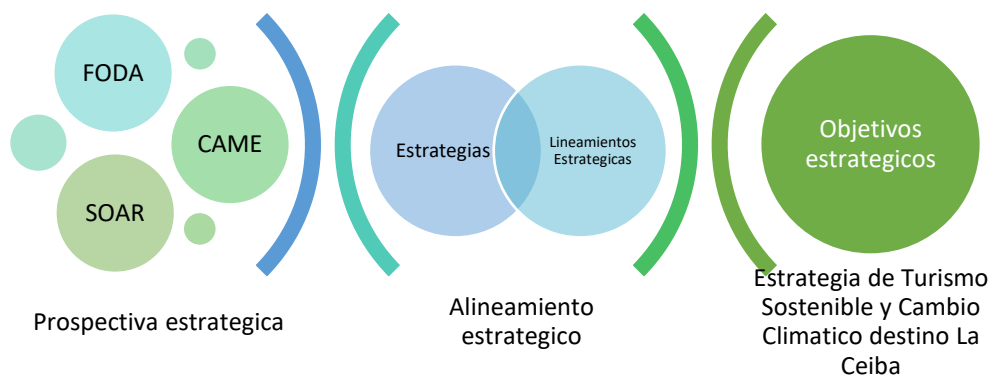 FODA
CAME
SOAR
Prospectiva estrategica
Estrategias
Lineamientos
Estrategicas
Alineamiento
estrategico
Objetivos
estrategicos
Estrategia de Turismo
Sostenible y Cambio
Climatico destino La
Ceiba